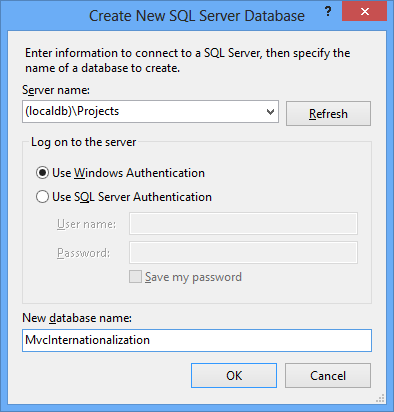 Create New SQL Server Database
?
Enter information to connect to a SQL Server, then specify the
name of a database to create.
Server name:
(localdb)\Projects
Refresh
Log on to the server
Use Windows Authentication
Use SQL Server Authentication
User name:
Password:
Save my password
New database name:
MvcInternationalization
OK
Cancel